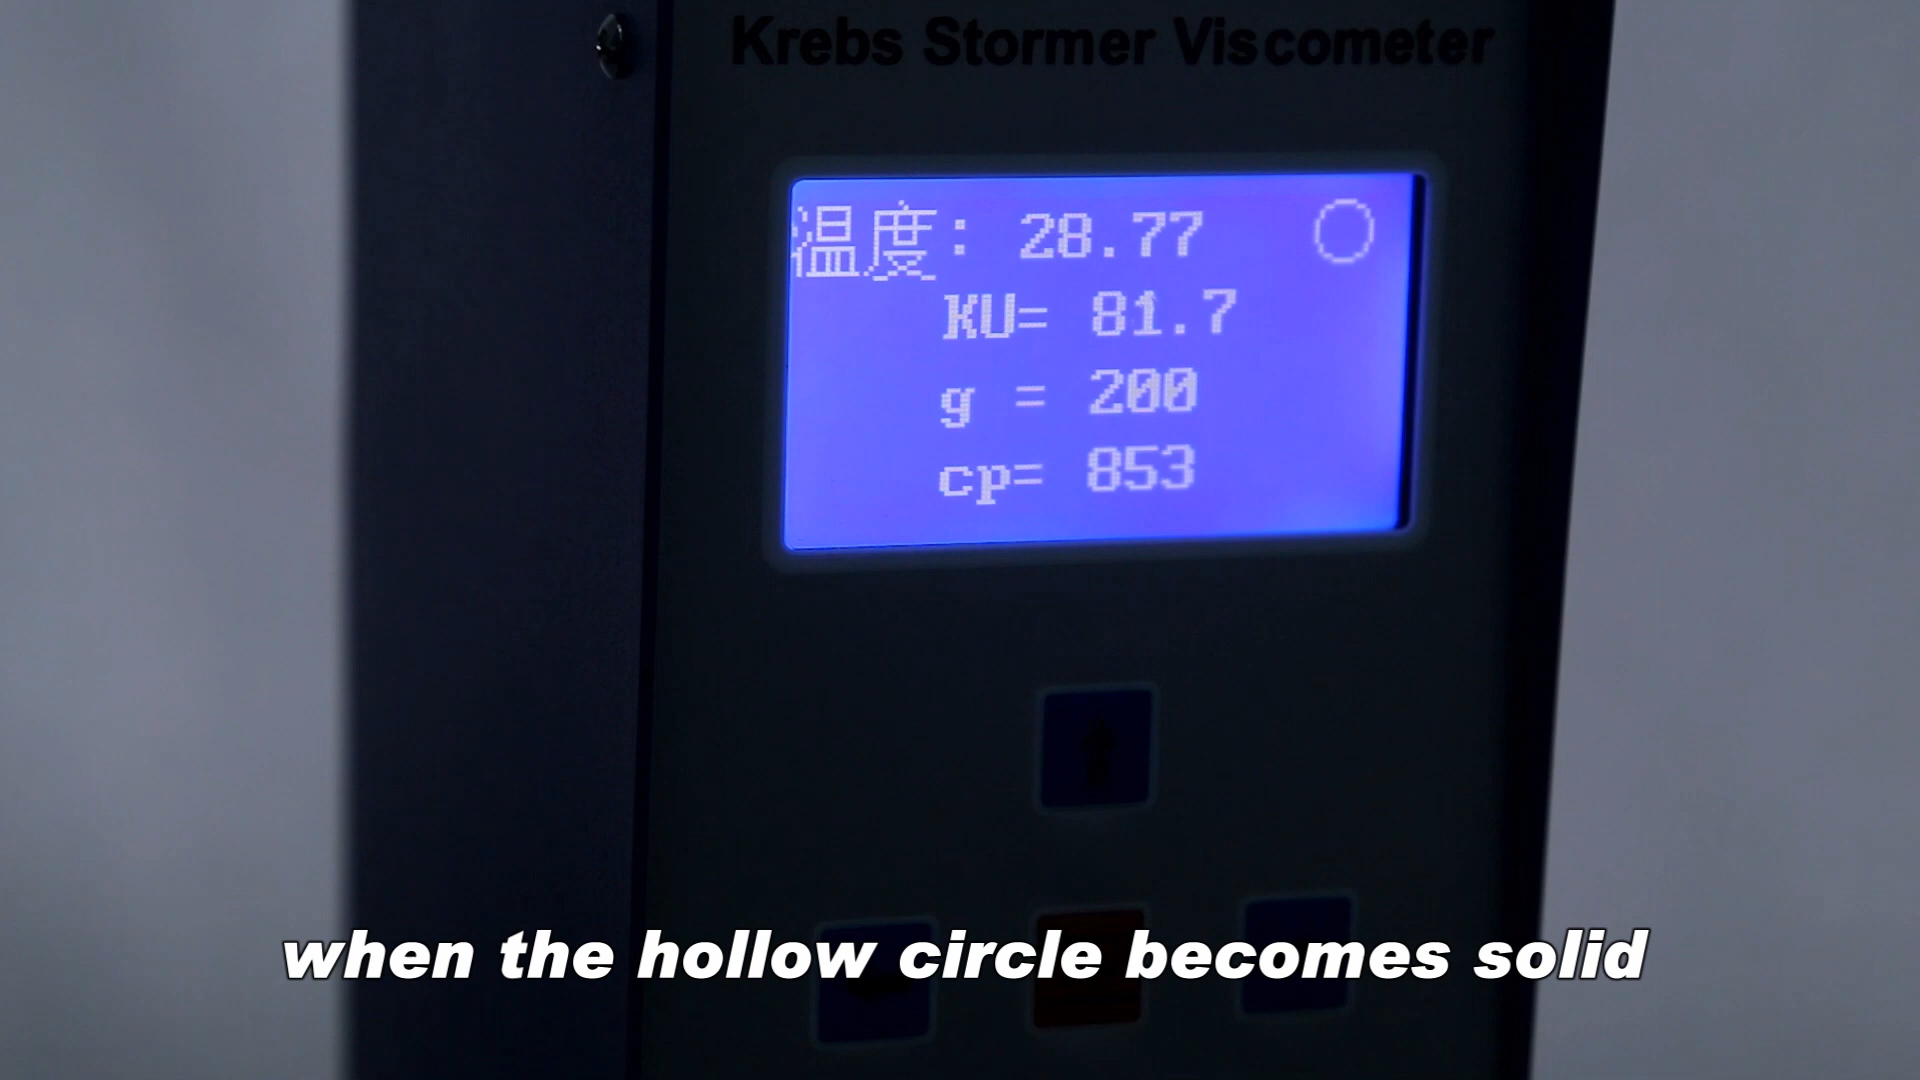 Krebs Stormer Viscometer
温度: 28.77
KU= 81.7
g = 200
cp= 853
when the hollow circle becomes solid